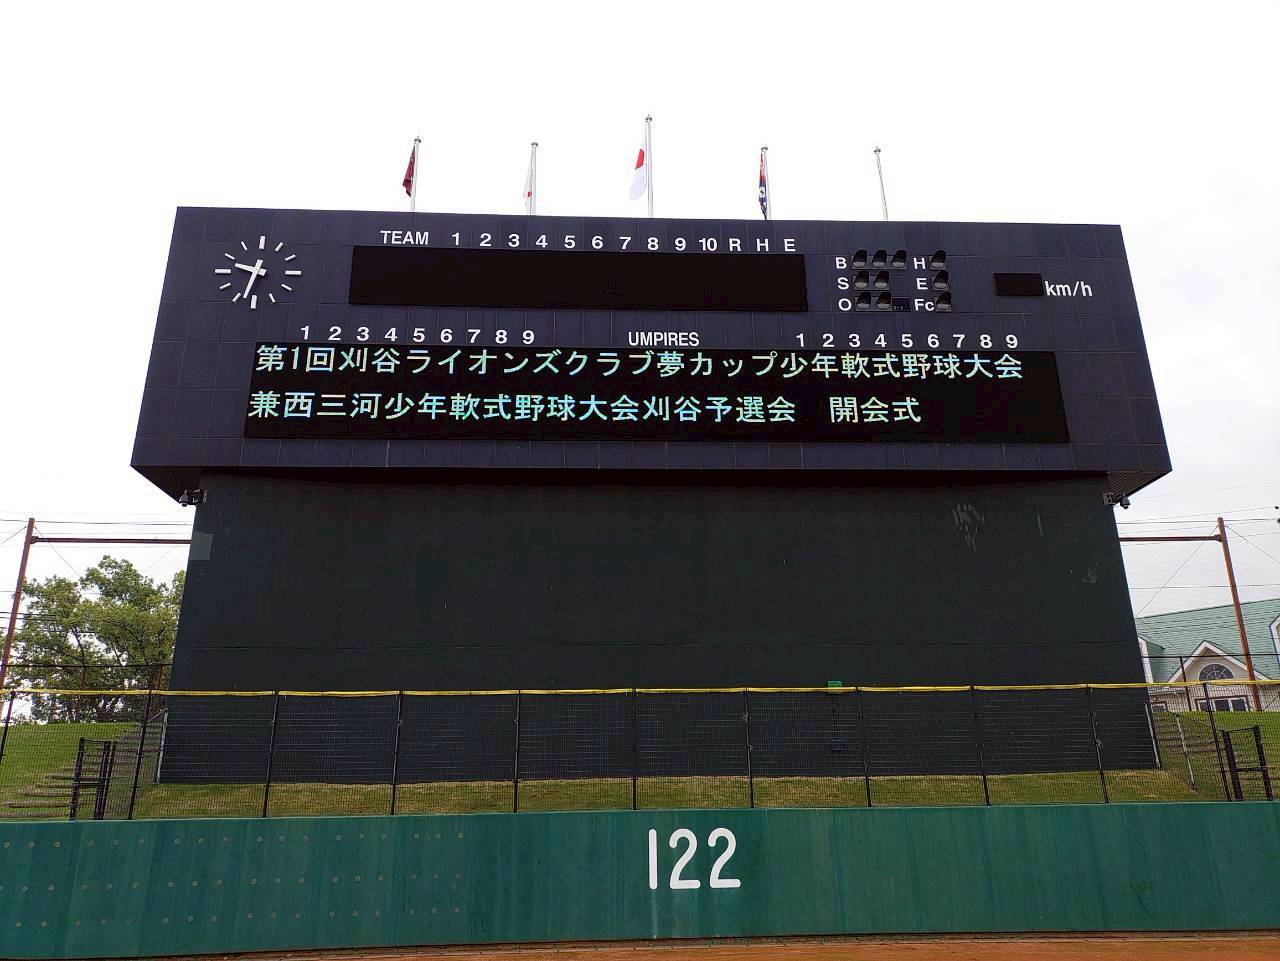 TEAM 1 2 3 4 5 6 7 8 9 10 R H E
B H
S E
O Fc
km/h
1 2 3 4 5 6 7 8 9 UMPIRES 1 2 3 4 5 6 7 8 9
第1回刈谷ライオンズクラブ夢カップ少年軟式野球大会
兼西三河少年軟式野球大会刈谷予選会　開会式
122